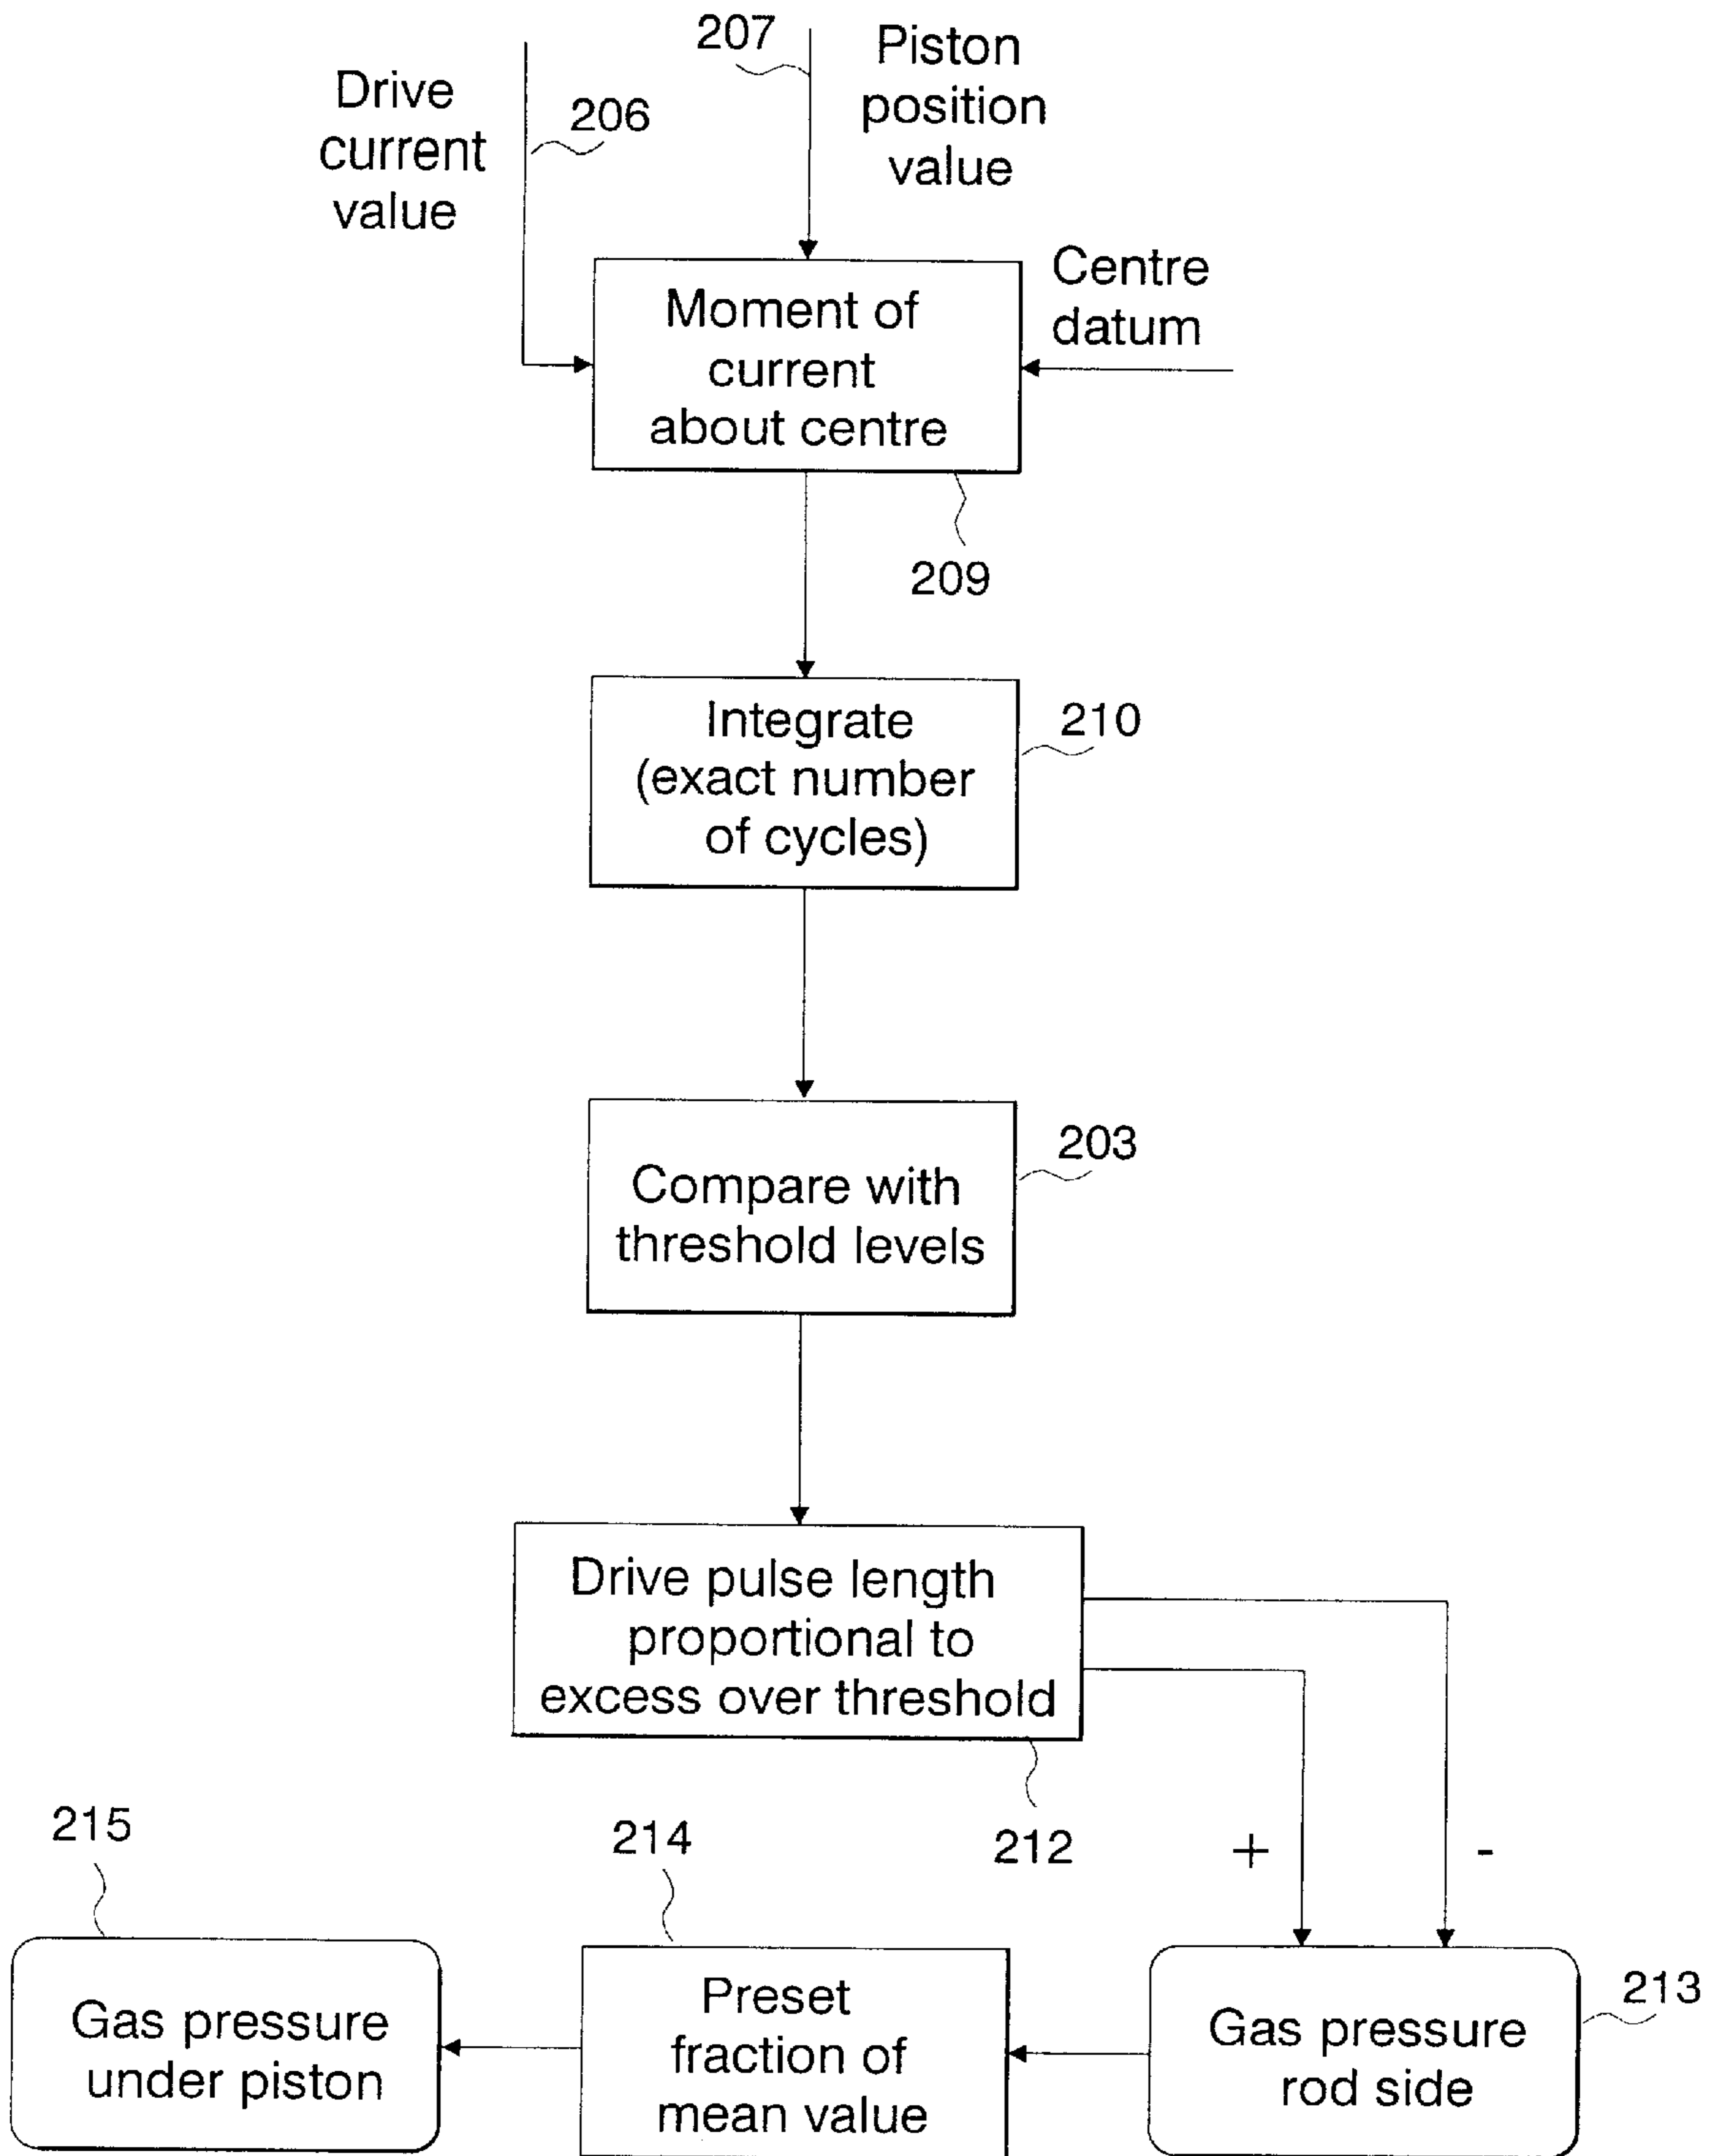 207
Piston
position
value
Drive
current
value
206
Centre
datum
Moment of
current
about centre
209
Integrate
(exact number
of cycles)
210
Compare with
threshold levels
203
Drive pulse length
proportional to
excess over threshold
212
+
-
215
214
213
Gas pressure
under piston
Preset
fraction of
mean value
Gas pressure
rod side